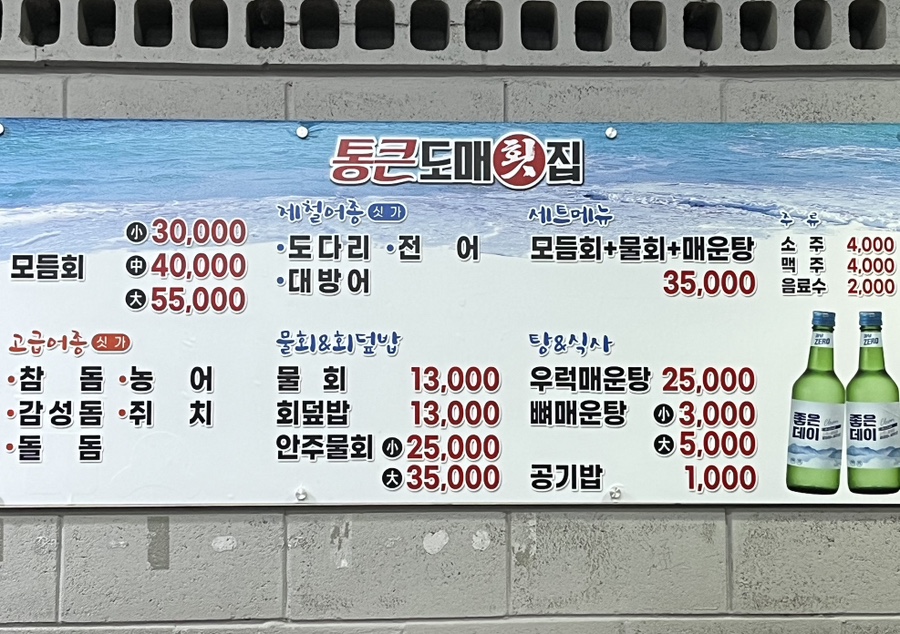 통큰도매횟집
모듬회 小 30,000
中 40,000
大 55,000
제철어종 싯가
•도다리 •전 어
•대방어
세트메뉴
모듬회+물회+매운탕
35,000
주 류
소 주 4,000
맥 주 4,000
음료수 2,000
고급어종 싯가
•참 돔 •농 어
•감성돔 •쥐 치
•돌 돔
물회&회덮밥
물 회 13,000
회덮밥 13,000
안주물회 小 25,000
大 35,000
탕&식사
우럭매운탕 25,000
뼈매운탕 小 3,000
大 5,000
공기밥 1,000
ZERO
좋은
데이
ZERO
좋은
데이